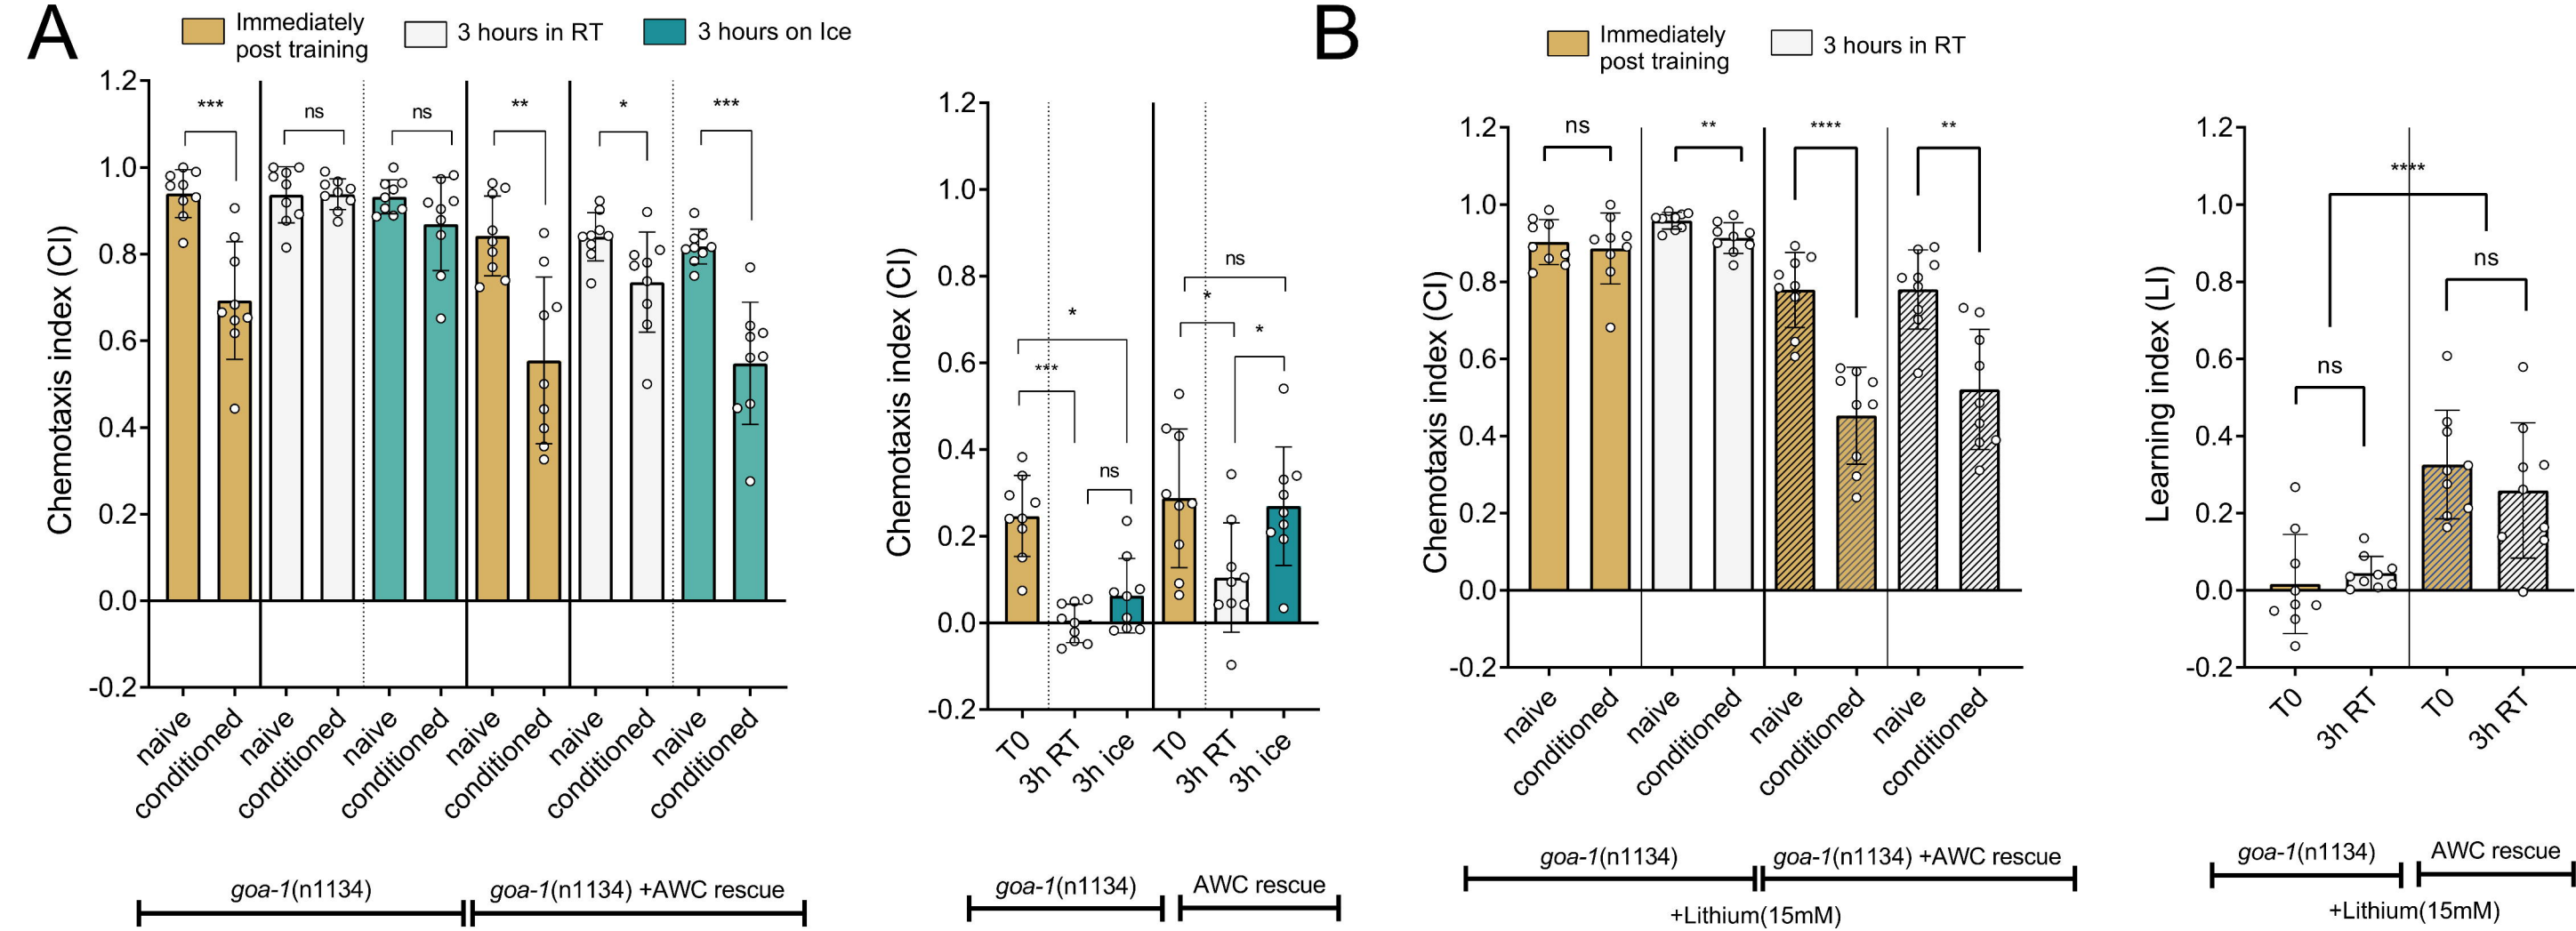 A
Immediately
post training
3 hours in RT
3 hours on Ice
Chemotaxis index (CI)
1.2
1.0
0.8
0.6
0.4
0.2
0.0
-0.2
***
ns
ns
**
*
***
naive
conditioned
naive
conditioned
naive
conditioned
naive
conditioned
naive
conditioned
naive
conditioned
goa-1(n1134)
goa-1(n1134) +AWC rescue
Chemotaxis index (CI)
1.2
1.0
0.8
0.6
0.4
0.2
0.0
-0.2
*
***
ns
ns
*
*
T0
3h RT
3h ice
T0
3h RT
3h ice
goa-1(n1134)
AWC rescue
B
Immediately
post training
3 hours in RT
Chemotaxis index (CI)
1.2
1.0
0.8
0.6
0.4
0.2
0.0
-0.2
ns
**
****
**
naive
conditioned
naive
conditioned
naive
conditioned
naive
conditioned
goa-1(n1134)
goa-1(n1134) +AWC rescue
+Lithium(15mM)
Learning index (LI)
1.2
1.0
0.8
0.6
0.4
0.2
0.0
-0.2
****
ns
ns
T0
3h RT
T0
3h RT
goa-1(n1134)
AWC rescue
+Lithium(15mM)